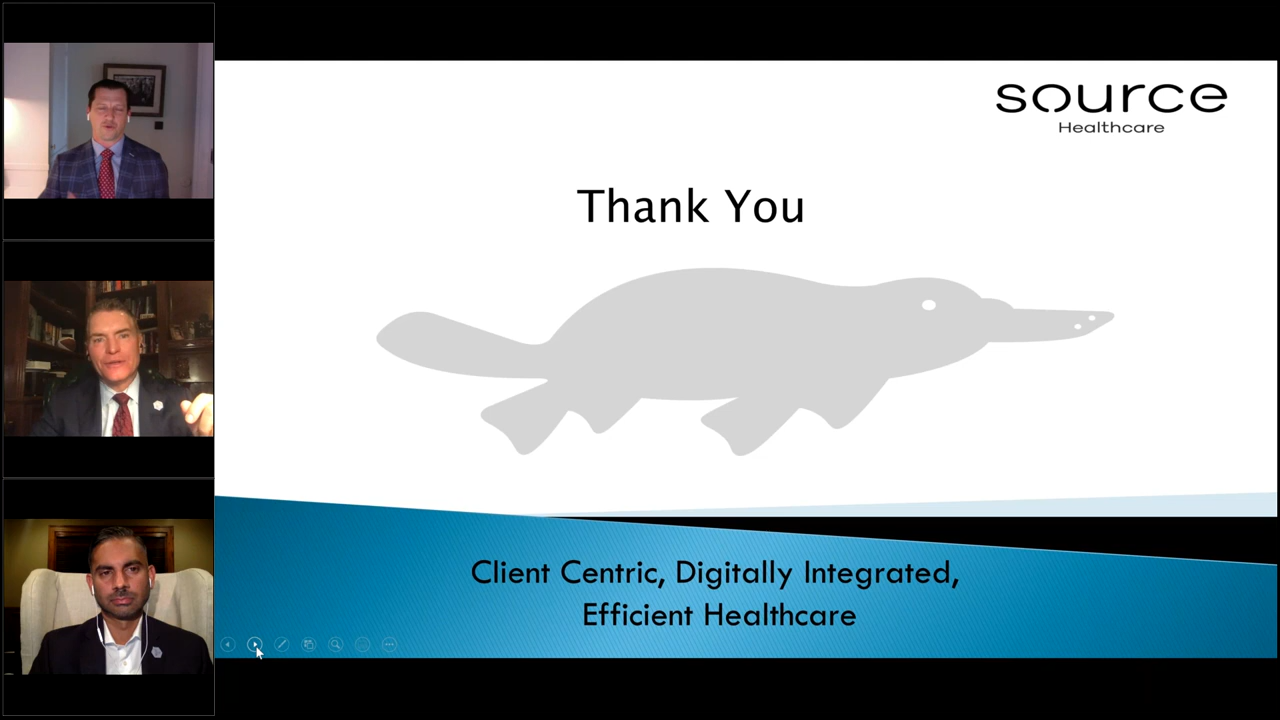 source
Healthcare
Thank You
Client Centric, Digitally Integrated,
Efficient Healthcare